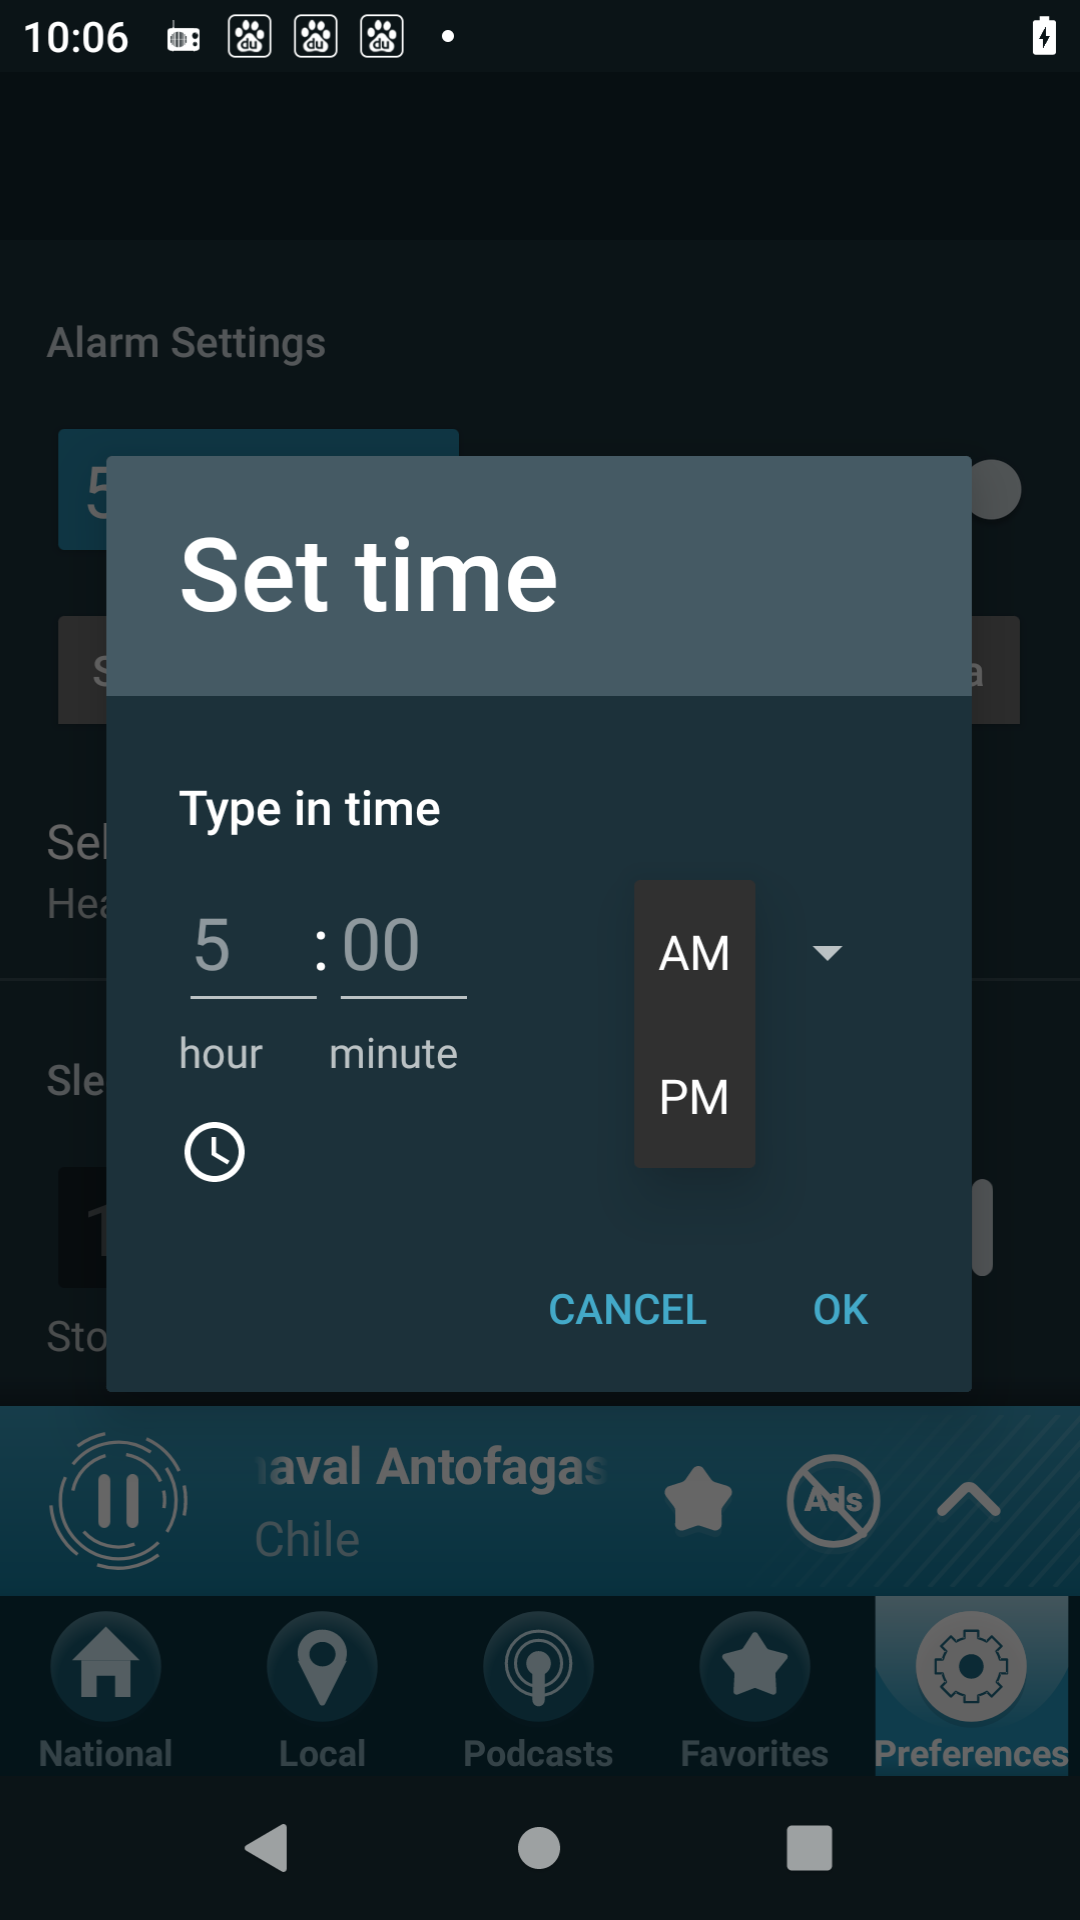 10:06
Alarm Settings
5
Set time
S
a
Type in time
Sel
Hea
5 : 00
AM
hour
minute
PM
Sle
1
CANCEL
OK
Sto
naval Antofagas
Ads
Chile
National
Local
Podcasts
Favorites
Preferences